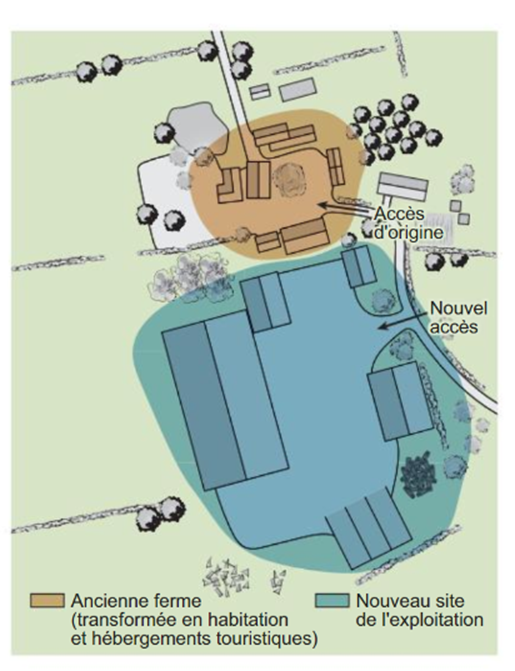 Accès
d'origine
Nouvel
accès
Ancienne ferme
(transformée en habitation
et hébergements touristiques)
Nouveau site
de l'exploitation